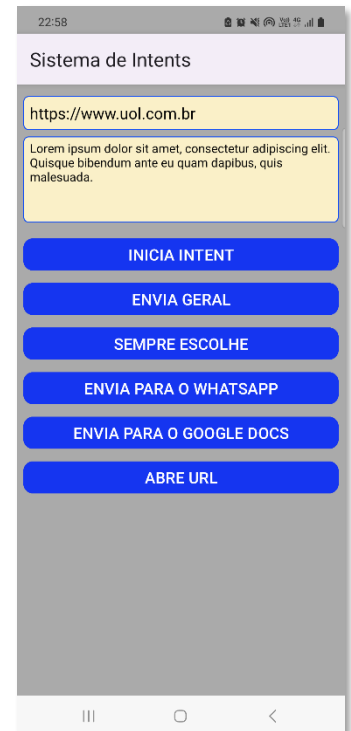 22:58
Sistema de Intents
https://www.uol.com.br
Lorem ipsum dolor sit amet, consectetur adipiscing elit.
Quisque bibendum ante eu quam dapibus, quis
malesuada.
INICIA INTENT
ENVIA GERAL
SEMPRE ESCOLHE
ENVIA PARA O WHATSAPP
ENVIA PARA O GOOGLE DOCS
ABRE URL